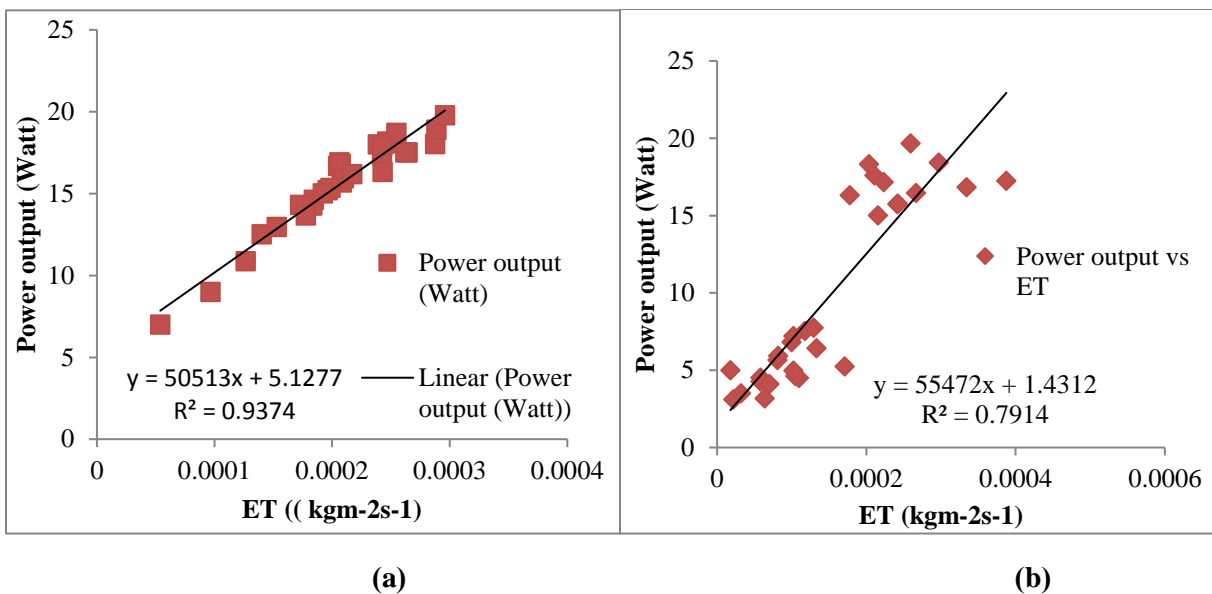 25
20
15
10
5
0
Power output (Watt)
Power output
(Watt)
y = 50513x + 5.1277
R² = 0.9374
Linear (Power
output (Watt))
0 0.0001 0.0002 0.0003 0.0004
ET (( kgm-2s-1)
(a)
25
20
15
10
5
0
Power output (Watt)
Power output vs
ET
y = 55472x + 1.4312
R² = 0.7914
0 0.0002 0.0004 0.0006
ET (kgm-2s-1)
(b)